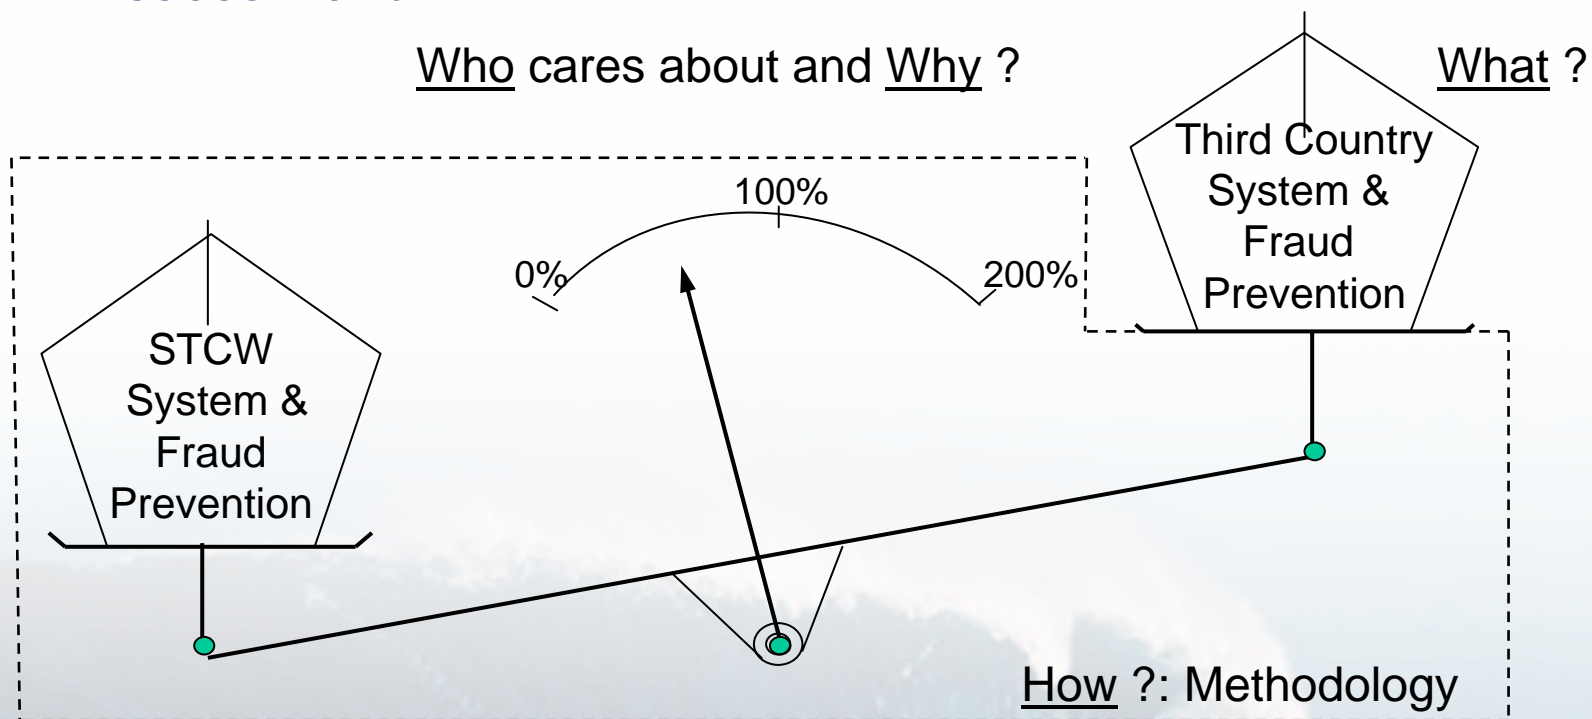 Who cares about and Why ?
What ?
Third Country
System &
Fraud
Prevention
100%
0%
200%
STCW
System &
Fraud
Prevention
How ?: Methodology